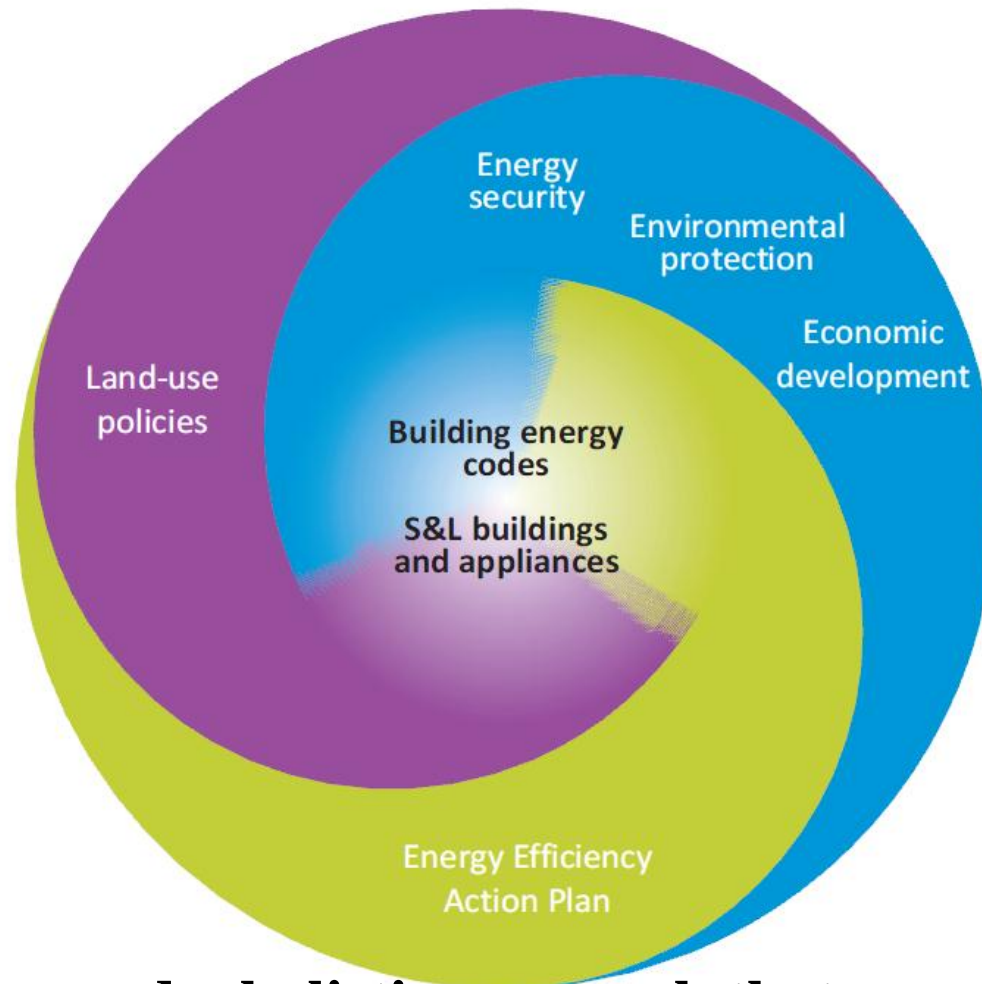 Energy
security
Environmental
protection
Economic
development
Land-use
policies
Building energy
codes
S&L buildings
and appliances
Energy Efficiency
Action Plan